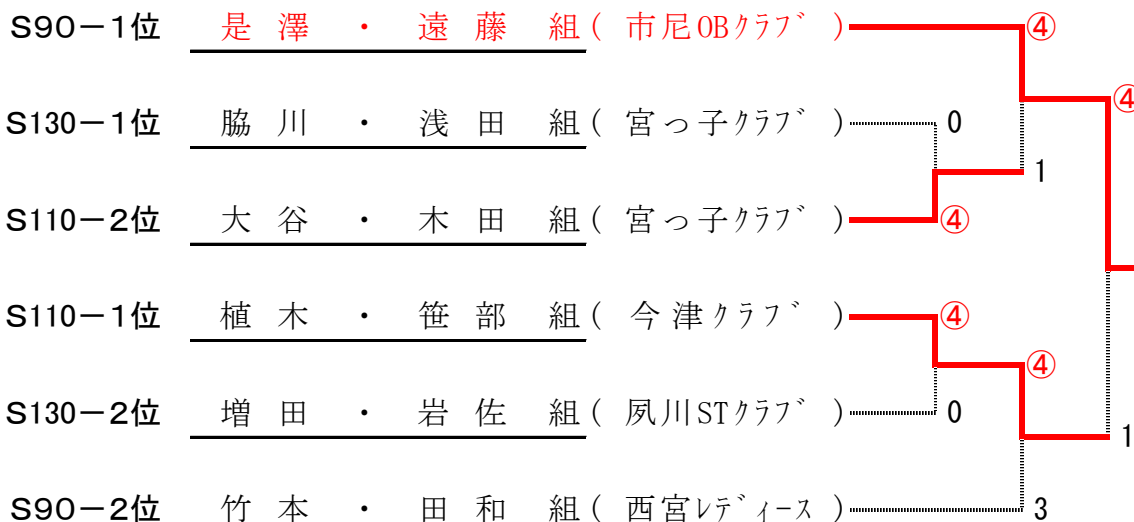 S90－1位 是澤・遠藤 組( 市尼OBｸﾗﾌﾞ ) ④
④
S130－1位 脇川・浅田 組( 宮っ子ｸﾗﾌﾞ ) 0
1
S110－2位 大谷・木田 組( 宮っ子ｸﾗﾌﾞ ) ④
S110－1位 植木・笹部 組( 今津ｸﾗﾌﾞ ) ④
④
S130－2位 増田・岩佐 組( 夙川STｸﾗﾌﾞ ) 0
1
S90－2位 竹本・田和 組( 西宮ﾚﾃﾞｨｰｽ ) 3